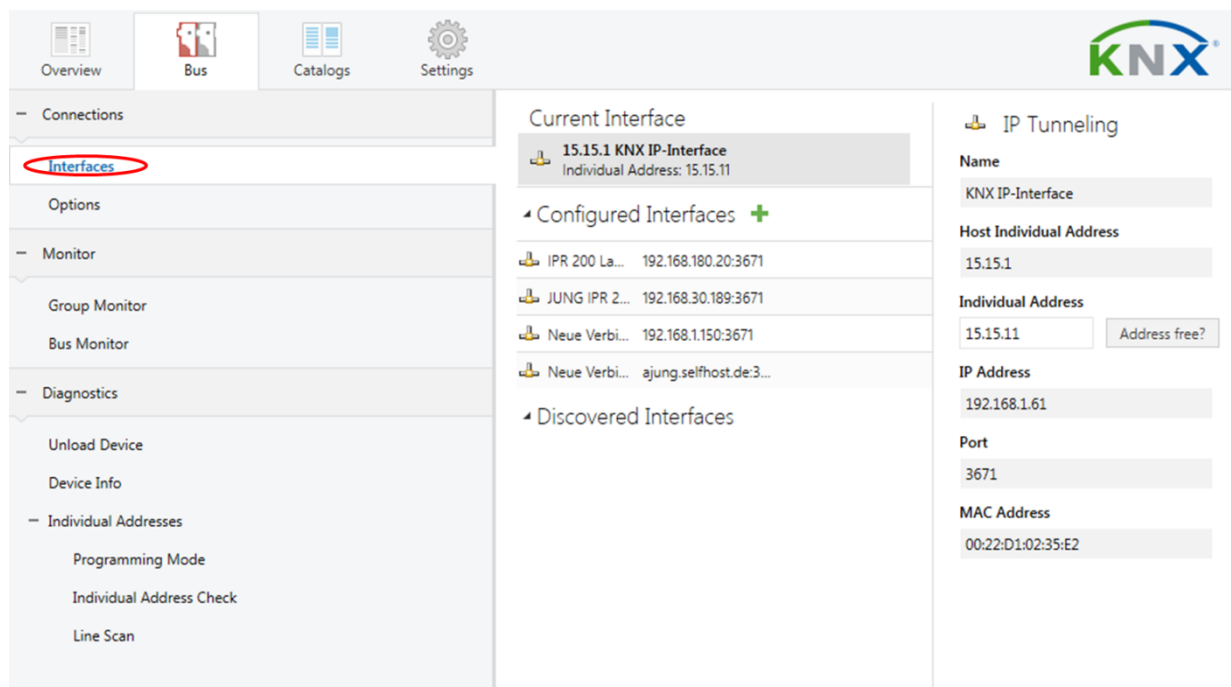 Overview
Bus
Catalogs
Settings
KNX
Connections
Interfaces
Options
Monitor
Group Monitor
Bus Monitor
Diagnostics
Unload Device
Device Info
Individual Addresses
Programming Mode
Individual Address Check
Line Scan
Current Interface
15.15.1 KNX IP-Interface
Individual Address: 15.15.11
Configured Interfaces
IPR 200 La... 192.168.180.20:3671
JUNG IPR 2... 192.168.30.189:3671
Neue Verbi... 192.168.1.150:3671
Neue Verbi... ajung.selfhost.de:3...
Discovered Interfaces
IP Tunneling
Name
KNX IP-Interface
Host Individual Address
15.15.1
Individual Address
15.15.11 Address free?
IP Address
192.168.1.61
Port
3671
MAC Address
00:22:D1:02:35:E2